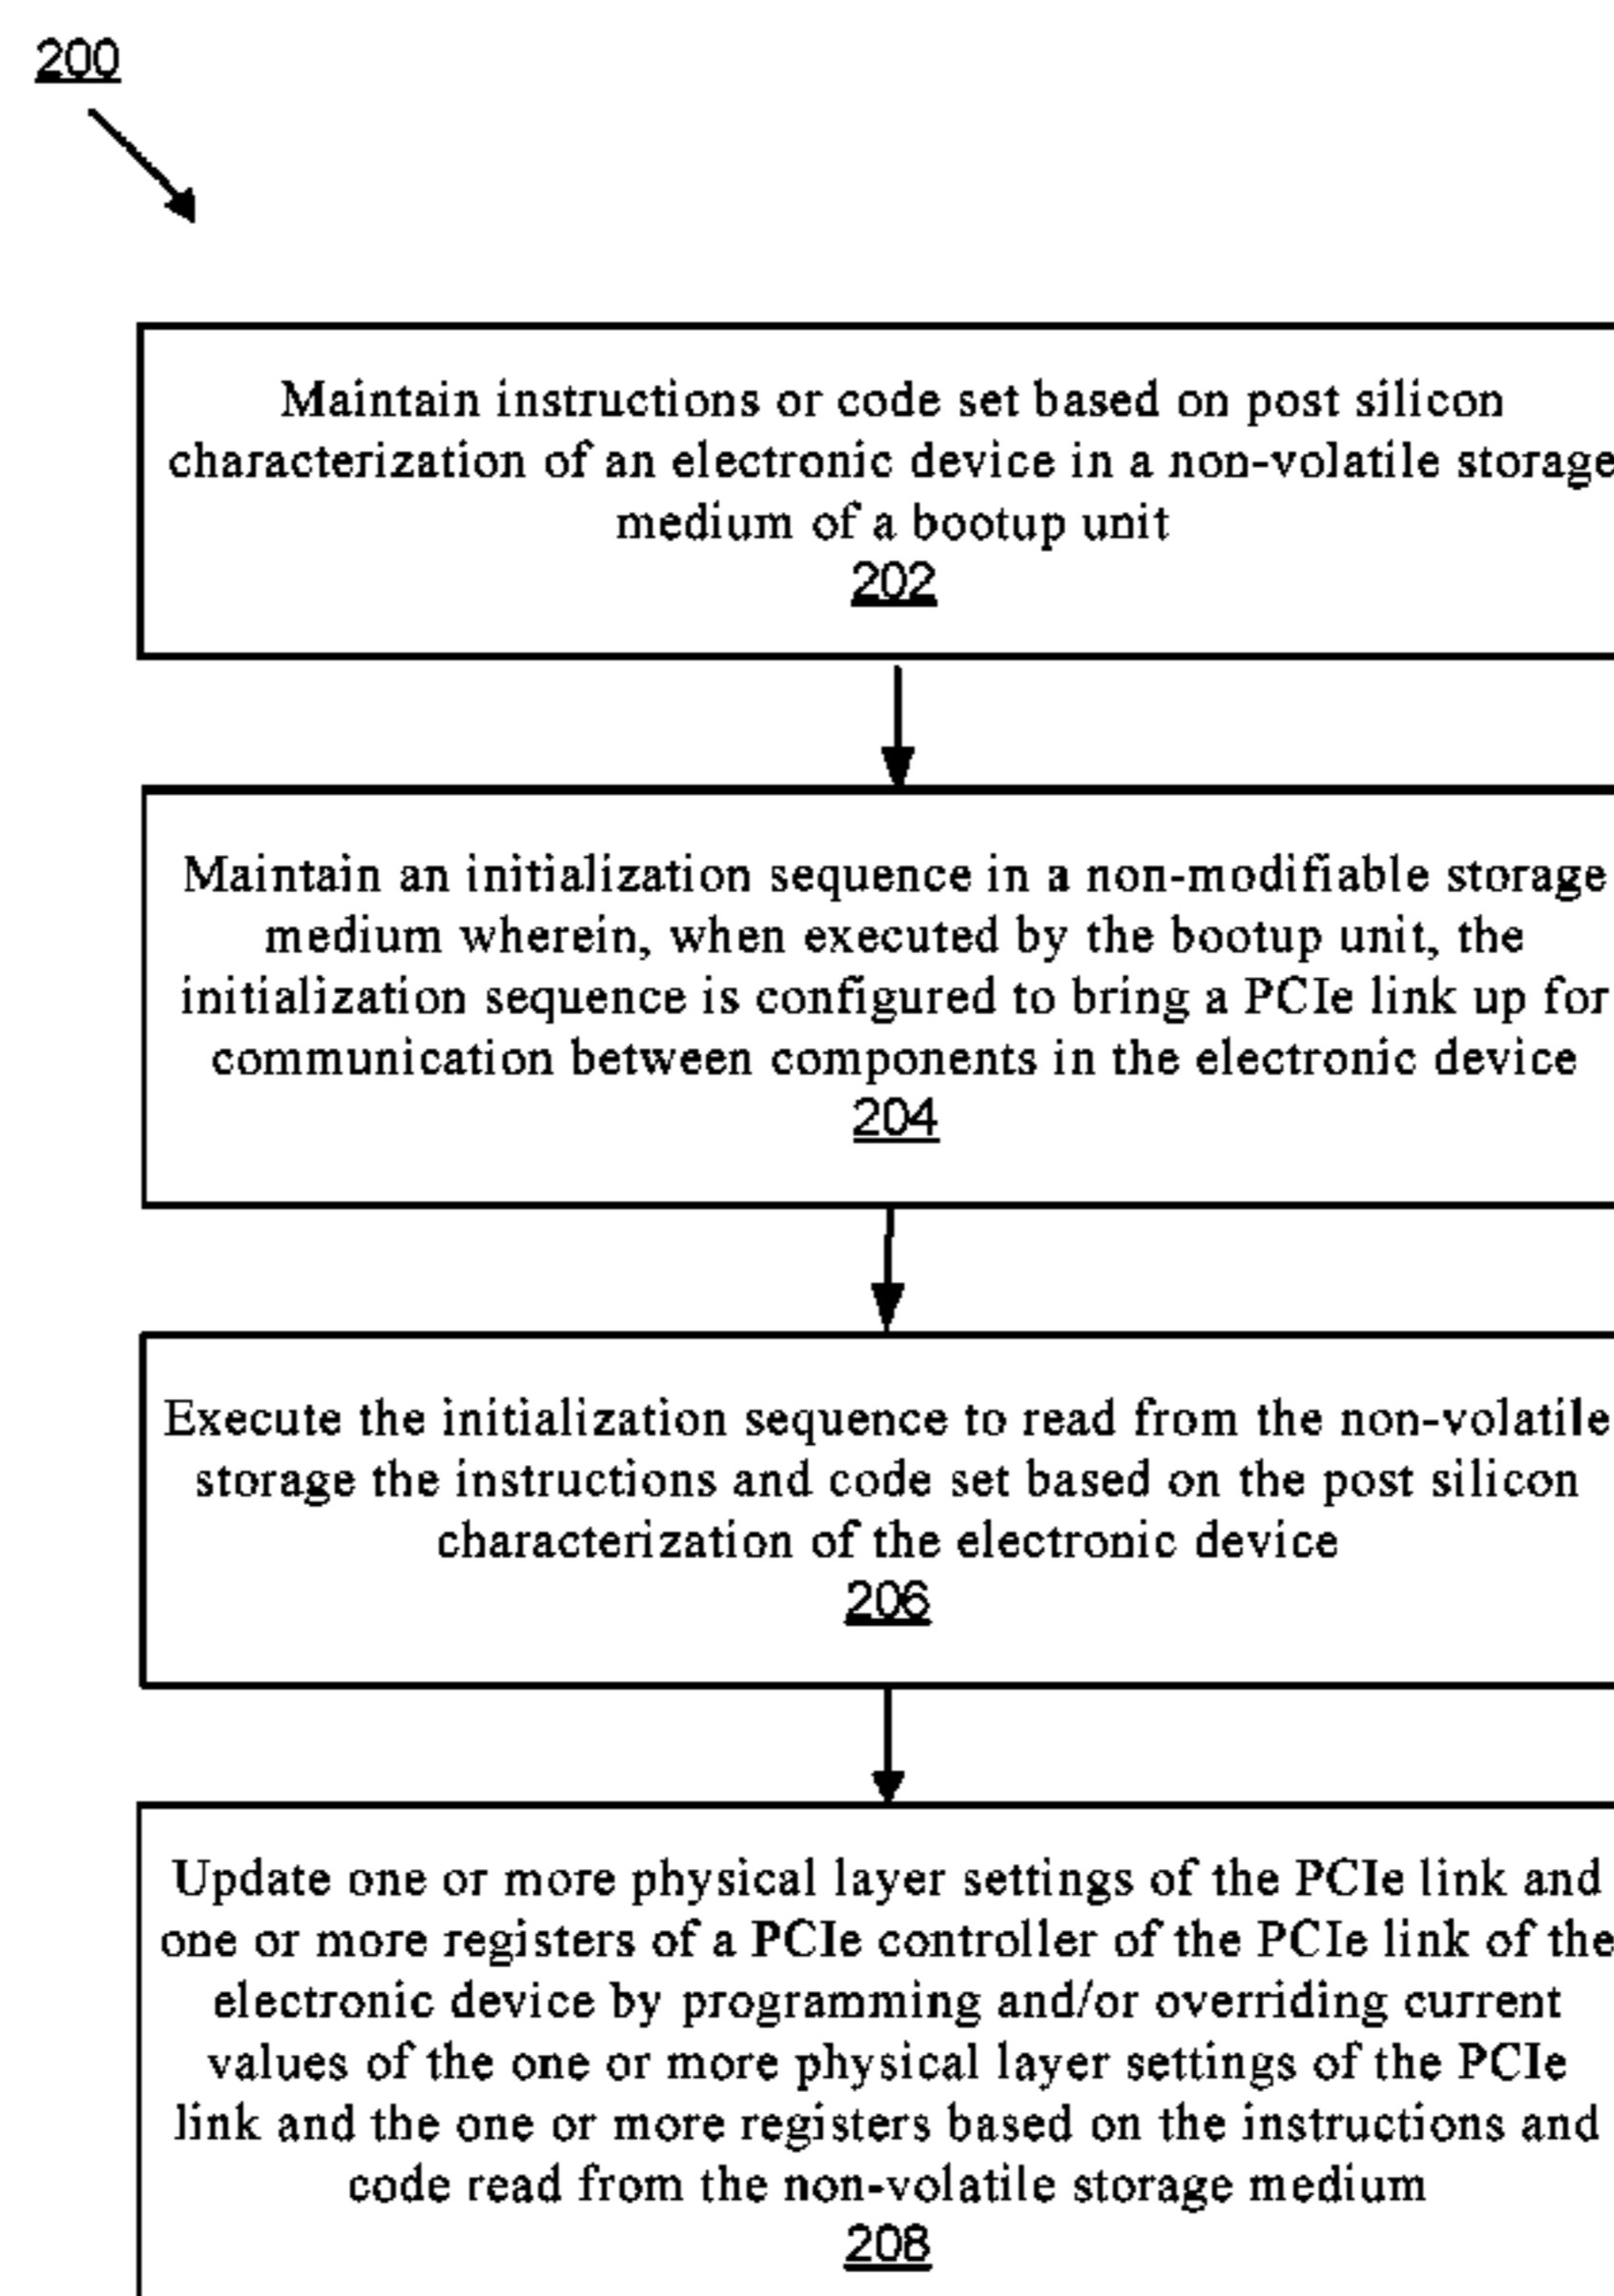 200
Maintain instructions or code set based on post silicon
characterization of an electronic device in a non-volatile storage
medium of a bootup unit
202
Maintain an initialization sequence in a non-modifiable storage
medium wherein, when executed by the bootup unit, the
initialization sequence is configured to bring a PCIe link up for
communication between components in the electronic device
204
Execute the initialization sequence to read from the non-volatile
storage the instructions and code set based on the post silicon
characterization of the electronic device
206
Update one or more physical layer settings of the PCIe link and
one or more registers of a PCIe controller of the PCIe link of the
electronic device by programming and/or overriding current
values of the one or more physical layer settings of the PCIe
link and the one or more registers based on the instructions and
code read from the non-volatile storage medium
208